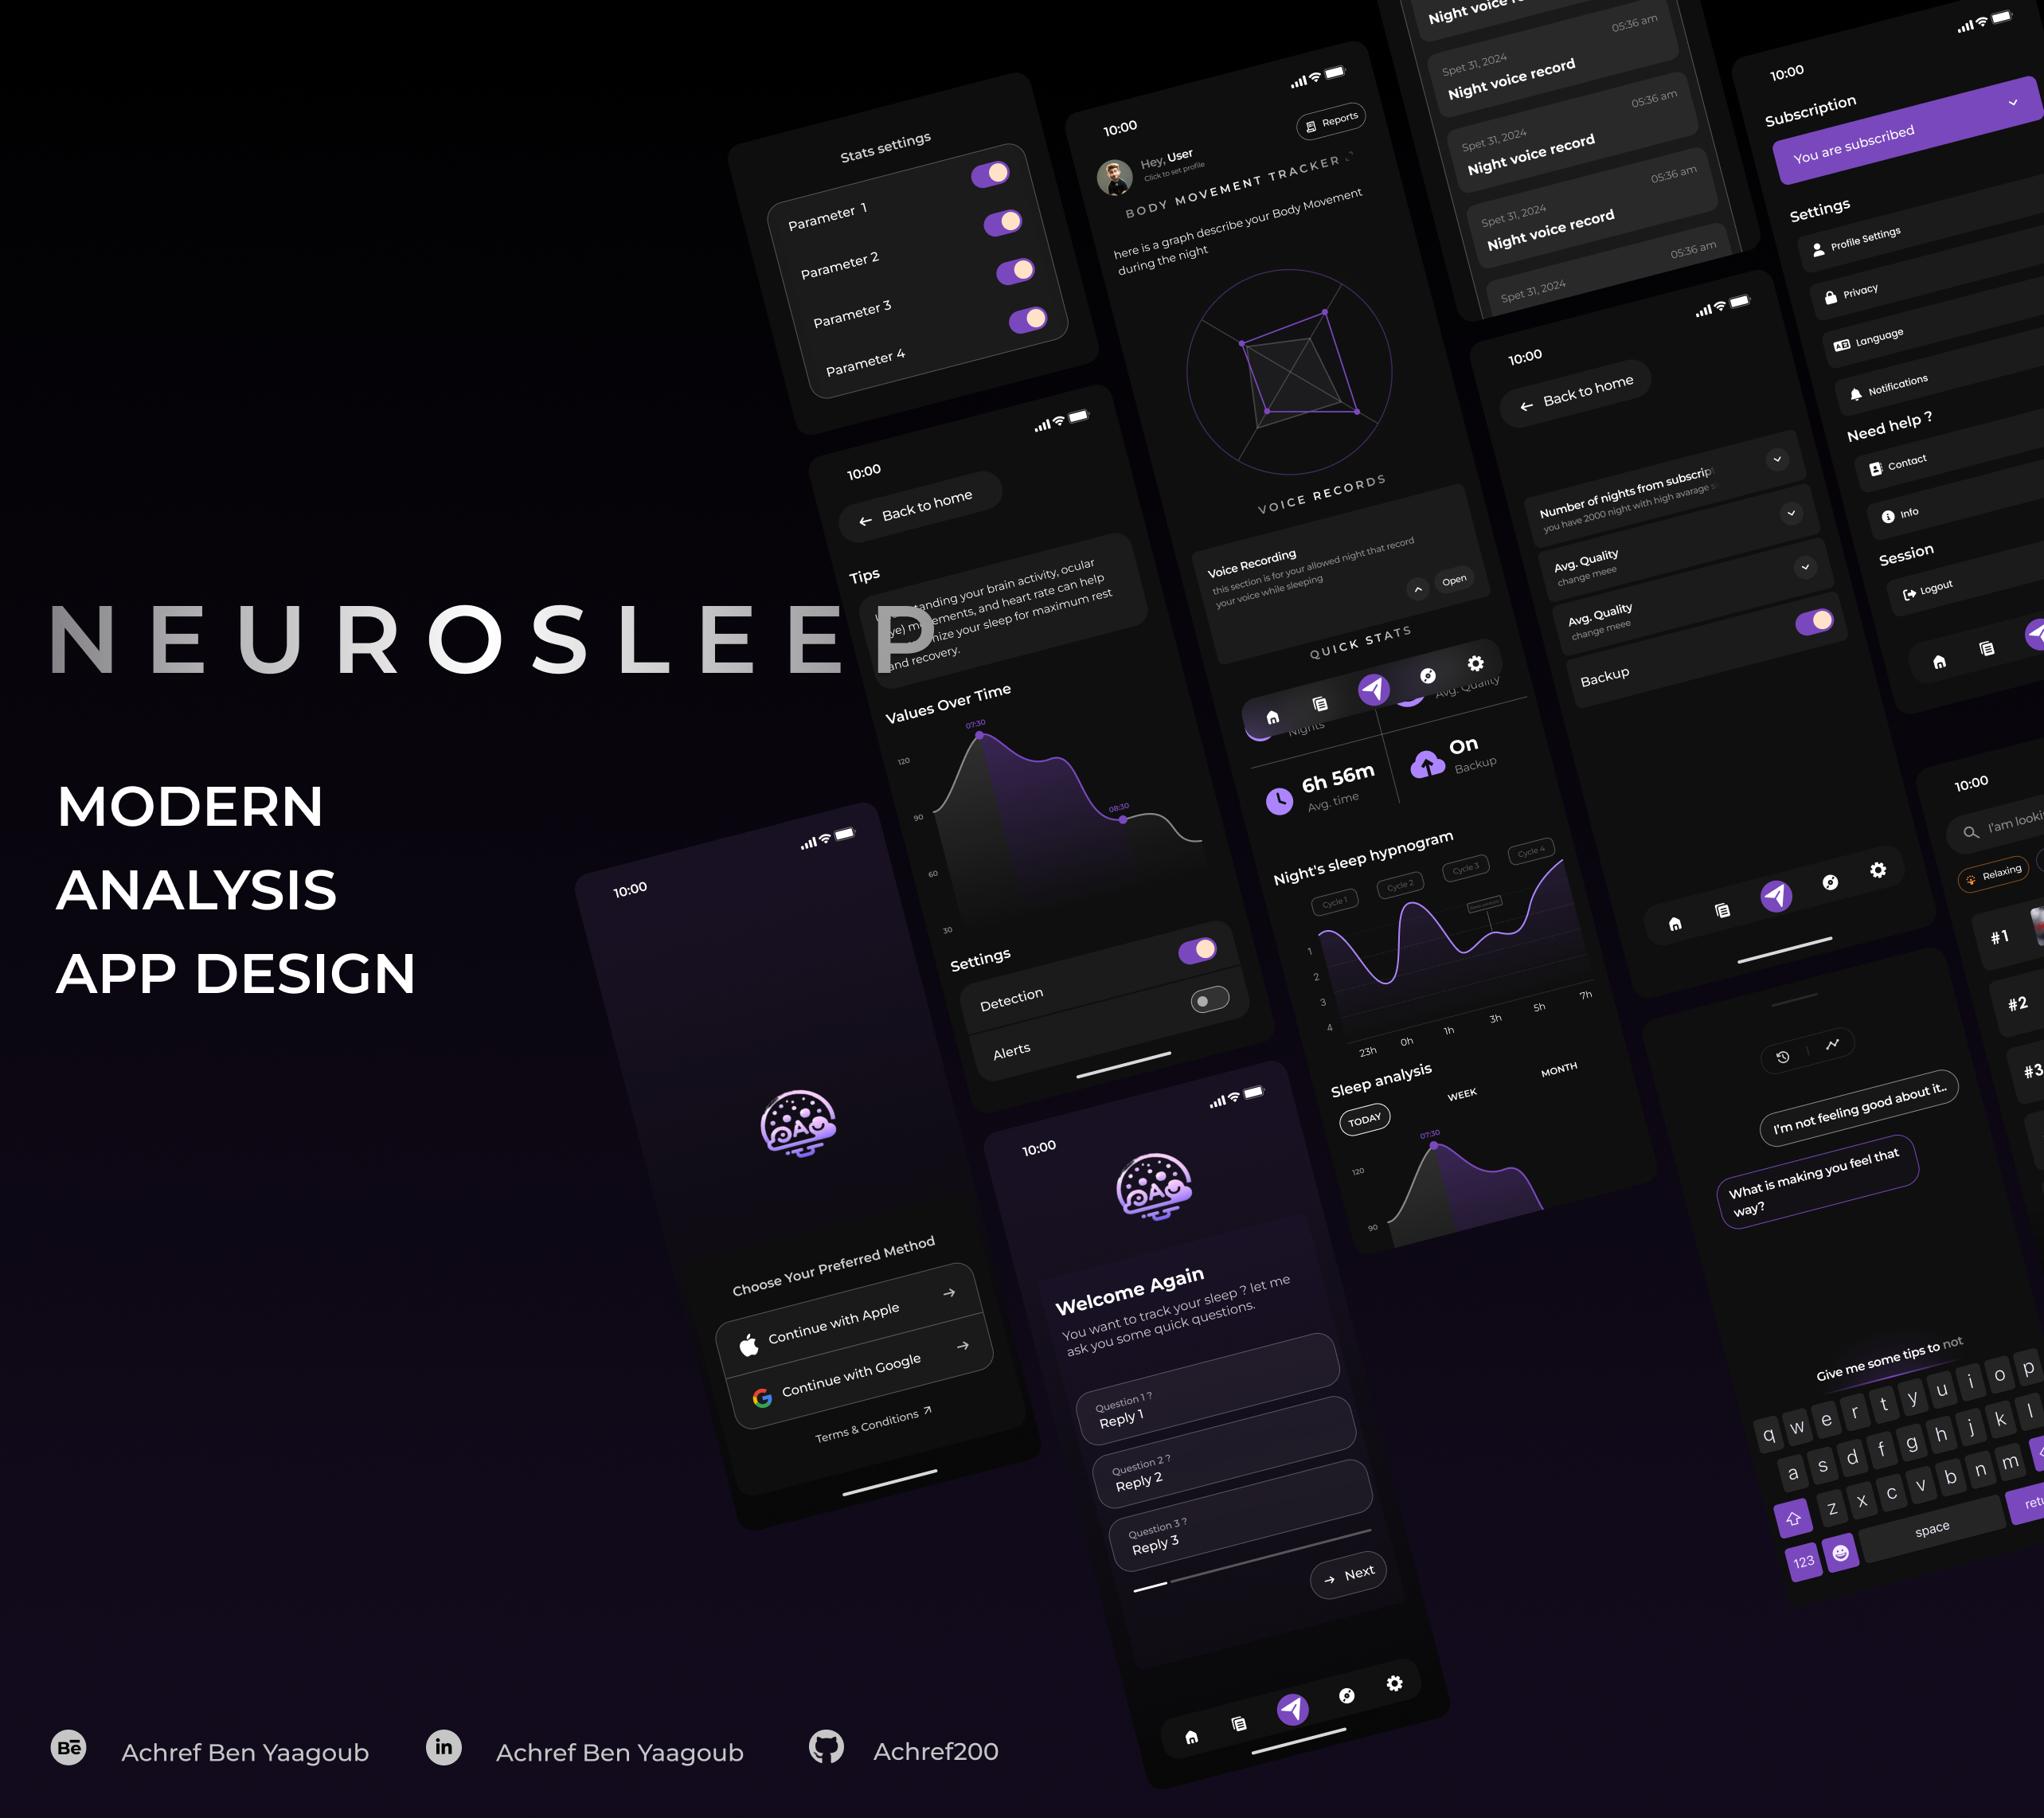 NEUROSLEEP
MODERN
ANALYSIS
APP DESIGN
Bē
Achref Ben Yaagoub
in
Achref Ben Yaagoub
Achref200
Stats settings
Parameter 1
Parameter 2
Parameter 3
Parameter 4
10:00
Back to home
Tips
your brain activity, ocular
and heart rate can help
your sleep for maximum rest
and recovery.
Values Over Time
07:30
120
90
08:30
60
30
Settings
Detection
Alerts
10:00
Choose Your Preferred Method
Continue with Apple
Continue with Google
Terms & Conditions
10:00
Hey, User
Click to set profile
Reports
BODY MOVEMENT TRACKER
here is a graph describe your Body Movement
during the night
VOICE RECORDS
Voice Recording
this section is for your allowed night that record
your voice while sleeping
Open
QUICK STATS
Nights
Avg. Quality
6h 56m
Avg. time
On
Backup
Night's sleep hypnogram
Cycle 1
Cycle 2
Cycle 3
Cycle 4
1
2
3
4
23h
0h
1h
3h
5h
7h
Sleep analysis
TODAY
WEEK
MONTH
07:30
120
90
10:00
Welcome Again
You want to track your sleep ? let me
ask you some quick questions.
Question 1 ?
Reply 1
Question 2 ?
Reply 2
Question 3 ?
Reply 3
Next
Night voice
05:36 am
Spet 31, 2024
Night voice record
05:36 am
Spet 31, 2024
Night voice record
05:36 am
Spet 31, 2024
Night voice record
05:36 am
Spet 31, 2024
10:00
Back to home
Number of nights from subscrip
you have 2000 night with high avarage
Avg. Quality
change meee
Avg. Quality
change meee
Backup
10:00
Subscription
You are subscribed
Settings
Profile Settings
Privacy
Language
Notifications
Need help ?
Contact
Info
Session
Logout
10:00
I'am looki
Relaxing
#1
#2
#3
I'm not feeling good about it..
What is making you feel that
way?
Give me some tips to not
q w e r t y u i o p
a s d f g h j k l
z x c v b n m
123
space
retu